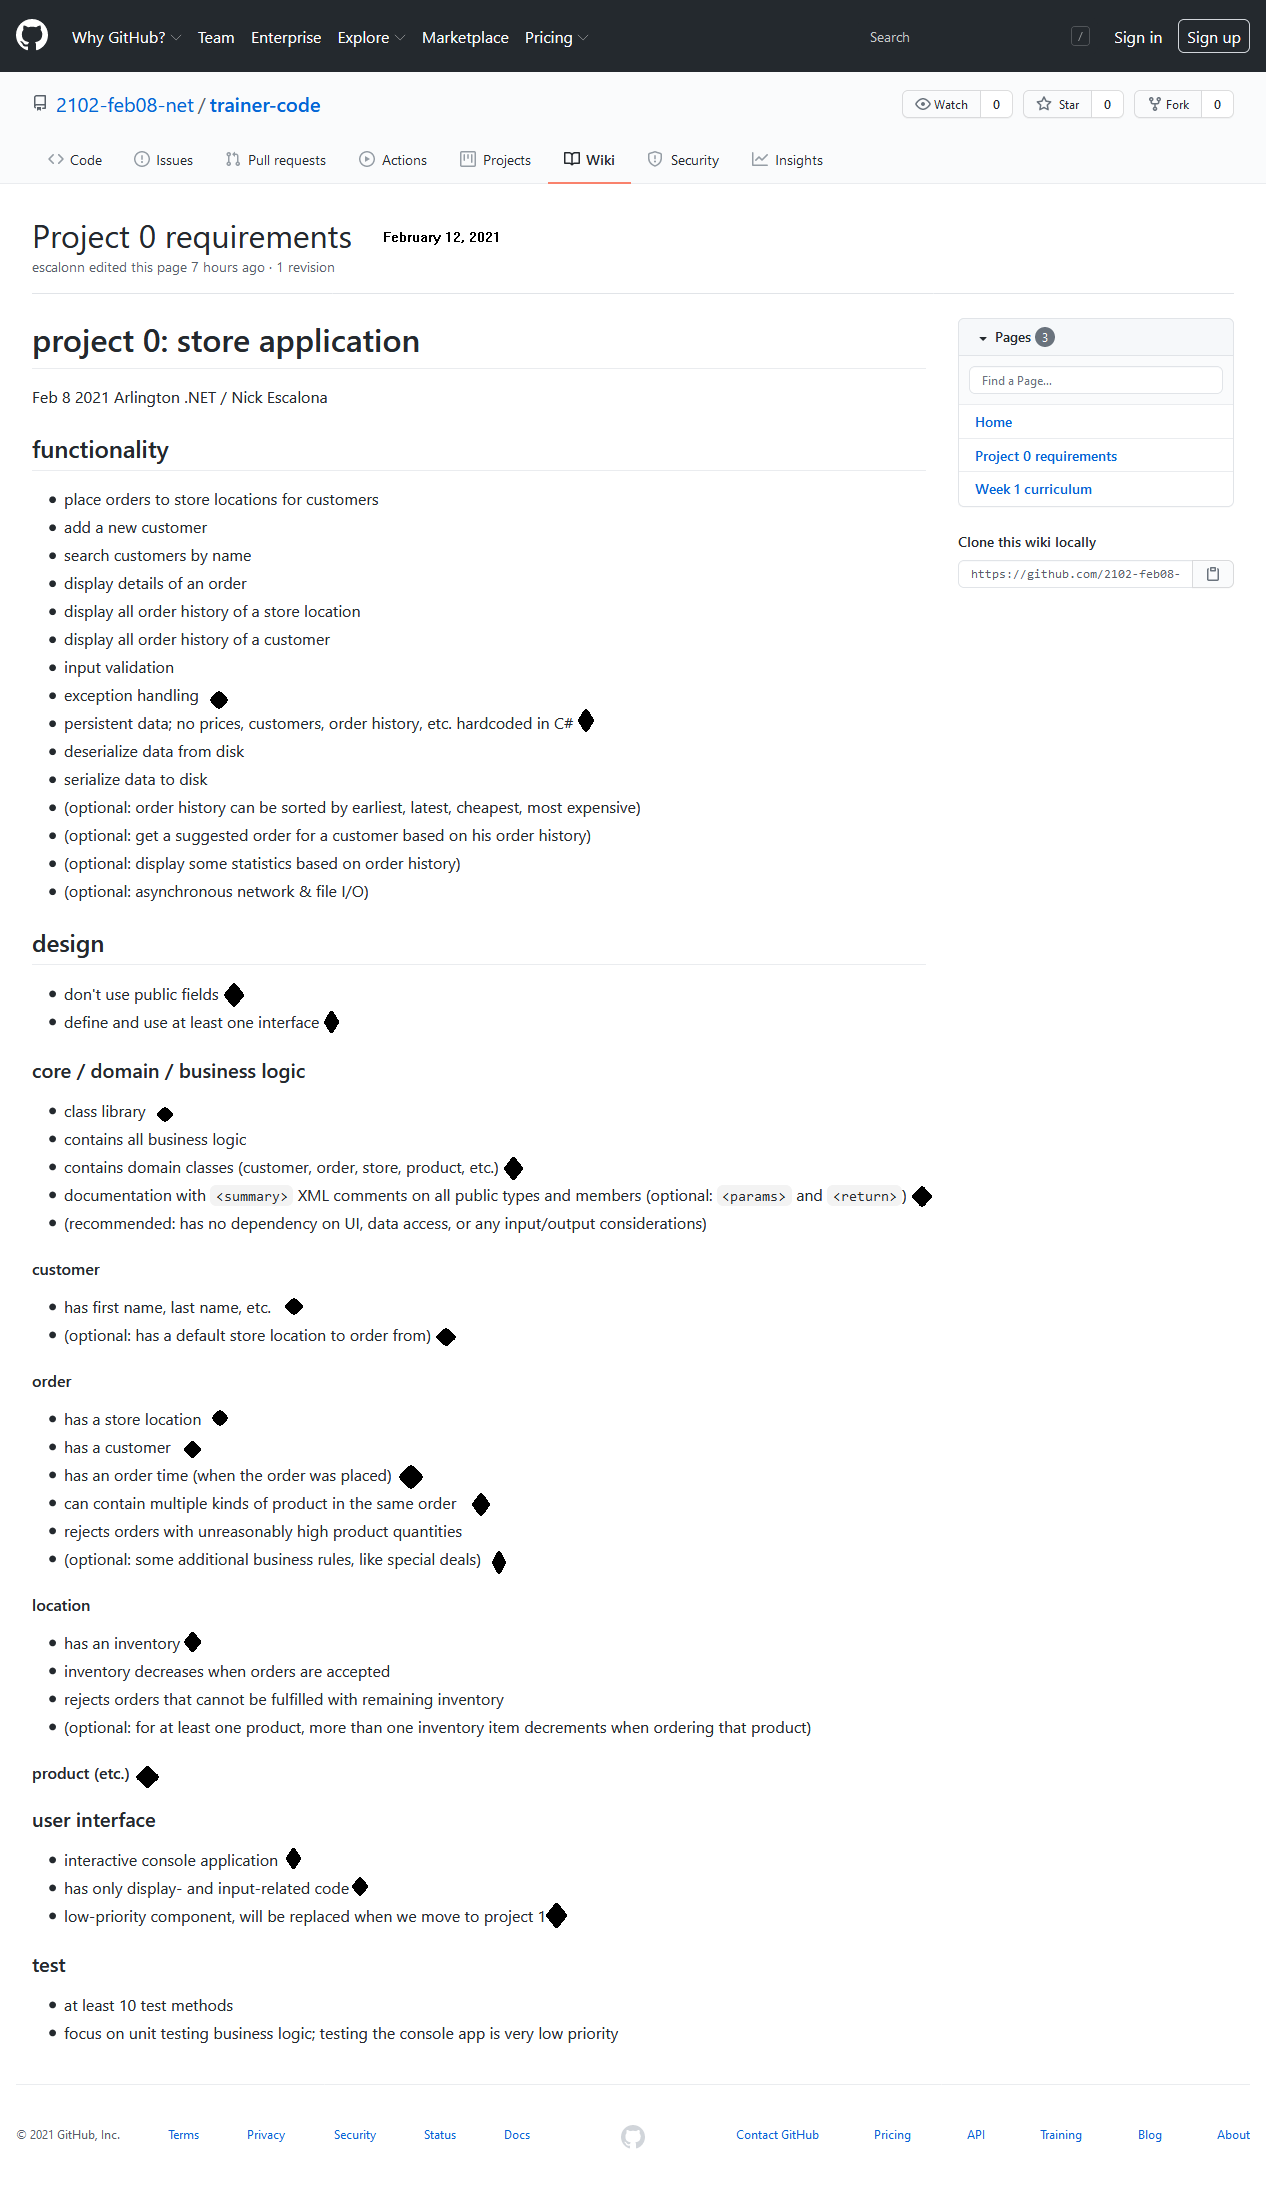 Why GitHub? Team Enterprise Explore Marketplace Pricing Search / Sign in Sign up
2102-feb08-net / trainer-code Watch 0 Star 0 Fork 0
Code Issues Pull requests Actions Projects Wiki Security Insights
Project 0 requirements February 12, 2021
escalonn edited this page 7 hours ago · 1 revision
project 0: store application
Feb 8 2021 Arlington .NET / Nick Escalona
functionality
place orders to store locations for customers
add a new customer
search customers by name
display details of an order
display all order history of a store location
display all order history of a customer
input validation
exception handling
persistent data; no prices, customers, order history, etc. hardcoded in C#
deserialize data from disk
serialize data to disk
(optional: order history can be sorted by earliest, latest, cheapest, most expensive)
(optional: get a suggested order for a customer based on his order history)
(optional: display some statistics based on order history)
(optional: asynchronous network & file I/O)
design
don't use public fields
define and use at least one interface
core / domain / business logic
class library
contains all business logic
contains domain classes (customer, order, store, product, etc.)
documentation with <summary> XML comments on all public types and members (optional: <params> and <return>)
(recommended: has no dependency on UI, data access, or any input/output considerations)
customer
has first name, last name, etc.
(optional: has a default store location to order from)
order
has a store location
has a customer
has an order time (when the order was placed)
can contain multiple kinds of product in the same order
rejects orders with unreasonably high product quantities
(optional: some additional business rules, like special deals)
location
has an inventory
inventory decreases when orders are accepted
rejects orders that cannot be fulfilled with remaining inventory
(optional: for at least one product, more than one inventory item decrements when ordering that product)
product (etc.)
user interface
interactive console application
has only display- and input-related code
low-priority component, will be replaced when we move to project 1
test
at least 10 test methods
focus on unit testing business logic; testing the console app is very low priority
Pages 3
Find a Page...
Home
Project 0 requirements
Week 1 curriculum
Clone this wiki locally
https://github.com/2102-feb08-
© 2021 GitHub, Inc. Terms Privacy Security Status Docs Contact GitHub Pricing API Training Blog About